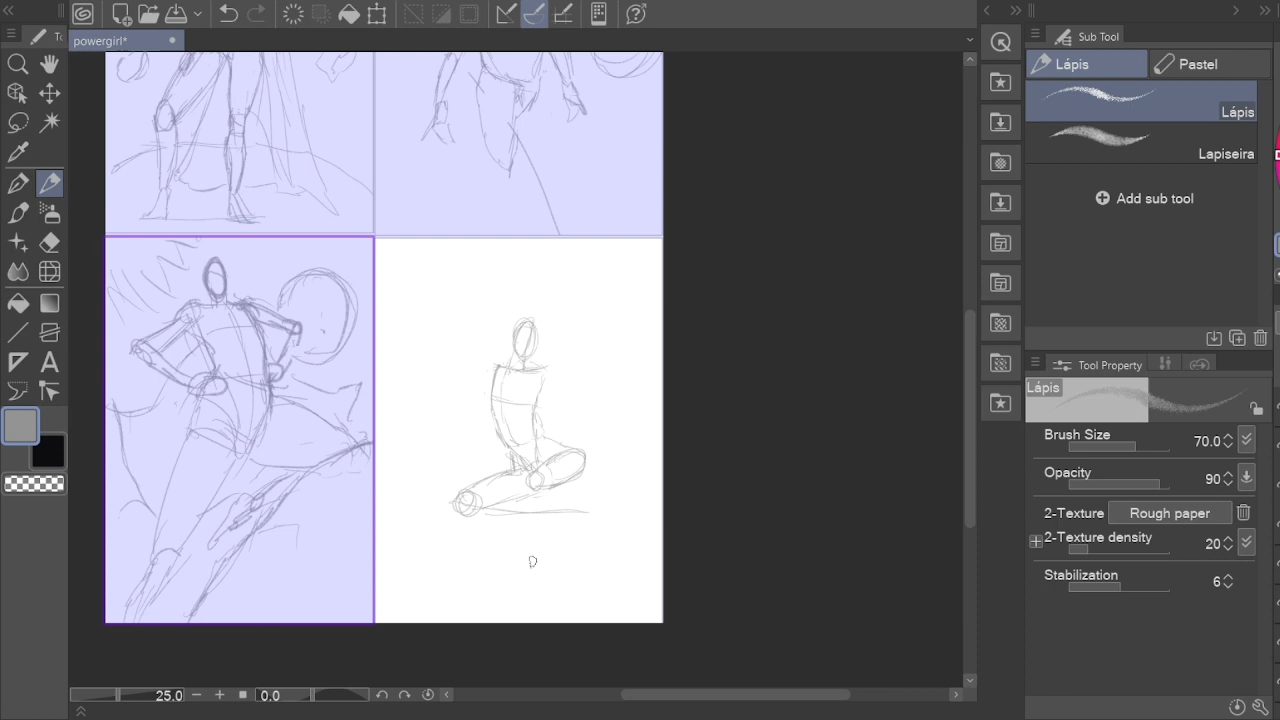 To
powergirl*
Sub Tool
Lápis
Pastel
Lápis
Lapiseira
Add sub tool
Tool Property
Lápis
Brush Size
70.0
Opacity
90
2-Texture
Rough paper
2-Texture density
20
Stabilization
6
25.0
0.0